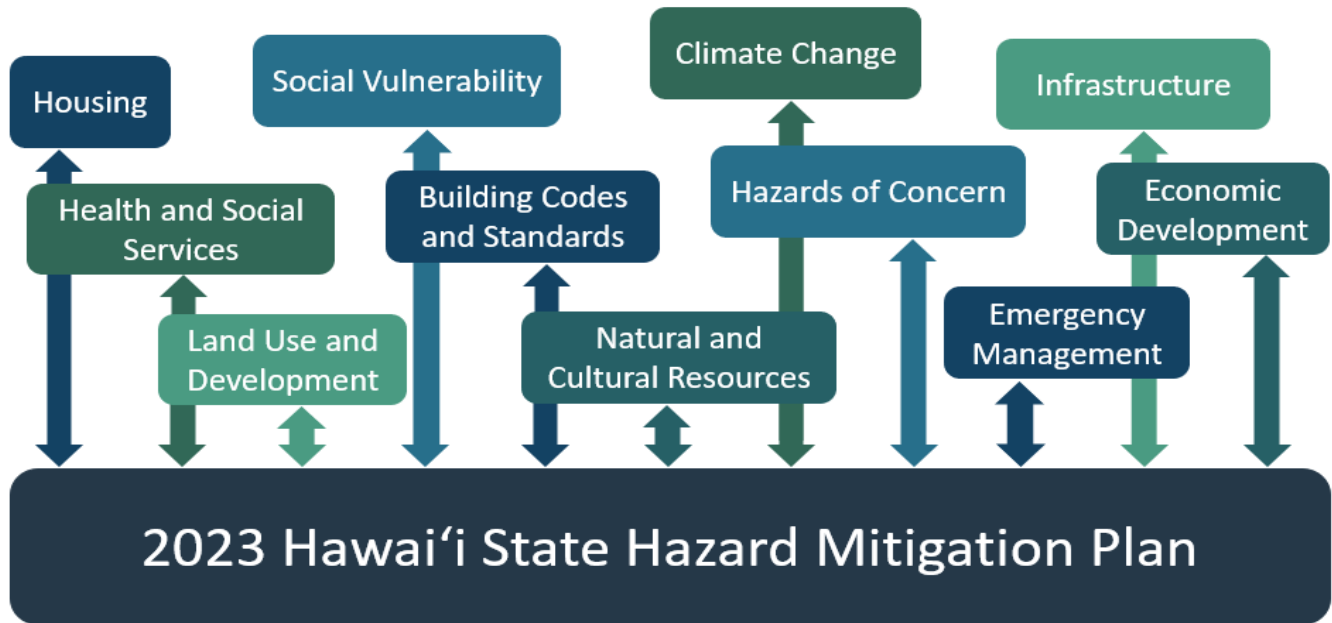 Housing
Social Vulnerability
Climate Change
Infrastructure
Health and Social
Services
Building Codes
and Standards
Hazards of Concern
Economic
Development
Land Use and
Development
Natural and
Cultural Resources
Emergency
Management
2023 Hawaiʻi State Hazard Mitigation Plan